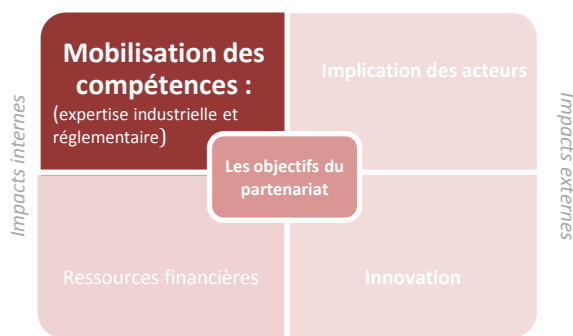 Impacts internes
Mobilisation des
compétences :
(expertise industrielle et
réglementaire)
Implication des acteurs
Les objectifs du
partenariat
Ressources financières
Innovation
Impacts externes